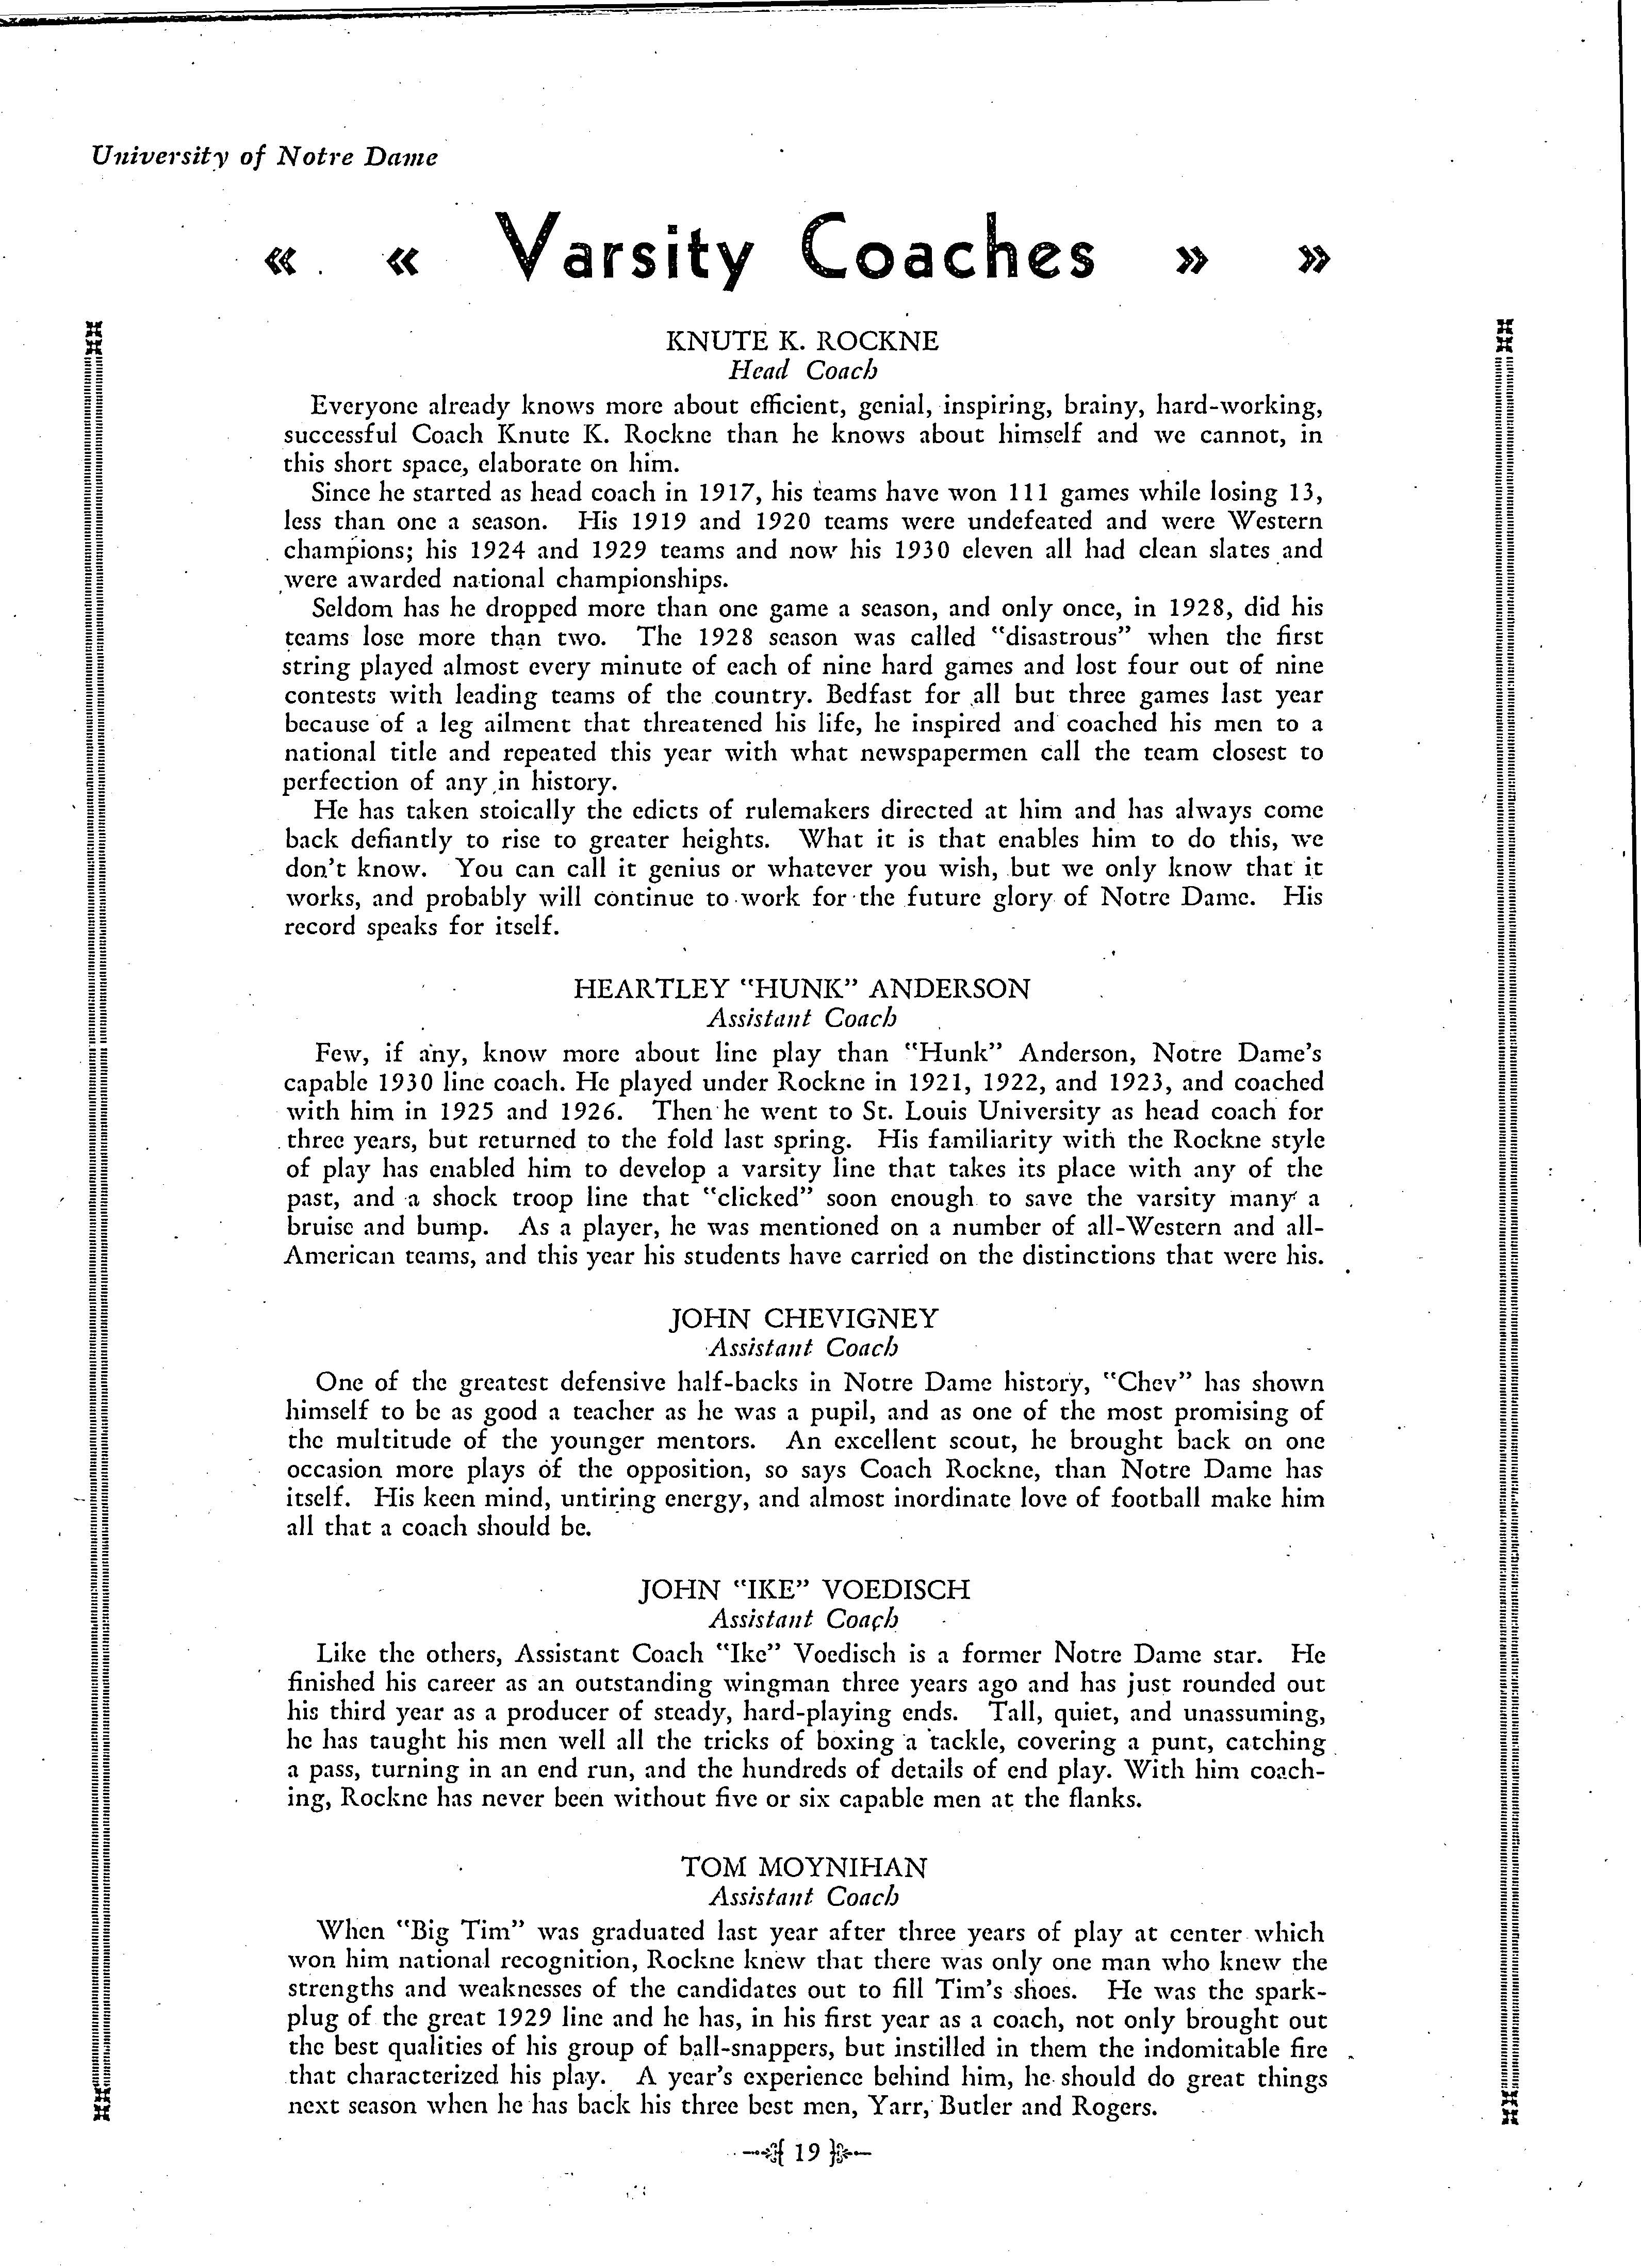 University of Notre Dame
« « Varsity Coaches » »
KNUTE K. ROCKNE
Head Coach
Everyone already knows more about efficient, genial, inspiring, brainy, hard-working,
successful Coach Knute K. Rockne than he knows about himself and we cannot, in
this short space, elaborate on him.
Since he started as head coach in 1917, his teams have won 111 games while losing 13,
less than one a season. His 1919 and 1920 teams were undefeated and were Western
champions; his 1924 and 1929 teams and now his 1930 eleven all had clean slates and
were awarded national championships.
Seldom has he dropped more than one game a season, and only once, in 1928, did his
teams lose more than two. The 1928 season was called "disastrous" when the first
string played almost every minute of each of nine hard games and lost four out of nine
contests with leading teams of the country. Bedfast for all but three games last year
because of a leg ailment that threatened his life, he inspired and coached his men to a
national title and repeated this year with what newspapermen call the team closest to
perfection of any in history.
He has taken stoically the edicts of rulemakers directed at him and has always come
back defiantly to rise to greater heights. What it is that enables him to do this, we
don't know. You can call it genius or whatever you wish, but we only know that it
works, and probably will continue to work for the future glory of Notre Dame. His
record speaks for itself.
HEARTLEY "HUNK" ANDERSON
Assistant Coach
Few, if any, know more about line play than "Hunk" Anderson, Notre Dame's
capable 1930 line coach. He played under Rockne in 1921, 1922, and 1923, and coached
with him in 1925 and 1926. Then he went to St. Louis University as head coach for
three years, but returned to the fold last spring. His familiarity with the Rockne style
of play has enabled him to develop a varsity line that takes its place with any of the
past, and a shock troop line that "clicked" soon enough to save the varsity many a
bruise and bump. As a player, he was mentioned on a number of all-Western and all-
American teams, and this year his students have carried on the distinctions that were his.
JOHN CHEVIGNEY
Assistant Coach
One of the greatest defensive half-backs in Notre Dame history, "Chev" has shown
himself to be as good a teacher as he was a pupil, and as one of the most promising of
the multitude of the younger mentors. An excellent scout, he brought back on one
occasion more plays of the opposition, so says Coach Rockne, than Notre Dame has
itself. His keen mind, untiring energy, and almost inordinate love of football make him
all that a coach should be.
JOHN "IKE" VOEDISCH
Assistant Coach
Like the others, Assistant Coach "Ike" Voedisch is a former Notre Dame star. He
finished his career as an outstanding wingman three years ago and has just rounded out
his third year as a producer of steady, hard-playing ends. Tall, quiet, and unassuming,
he has taught his men well all the tricks of boxing a tackle, covering a punt, catching
a pass, turning in an end run, and the hundreds of details of end play. With him coach-
ing, Rockne has never been without five or six capable men at the flanks.
TOM MOYNIHAN
Assistant Coach
When "Big Tim" was graduated last year after three years of play at center which
won him national recognition, Rockne knew that there was only one man who knew the
strengths and weaknesses of the candidates out to fill Tim's shoes. He was the spark-
plug of the great 1929 line and he has, in his first year as a coach, not only brought out
the best qualities of his group of ball-snappers, but instilled in them the indomitable fire
that characterized his play. A year's experience behind him, he should do great things
next season when he has back his three best men, Yarr, Butler and Rogers.
19